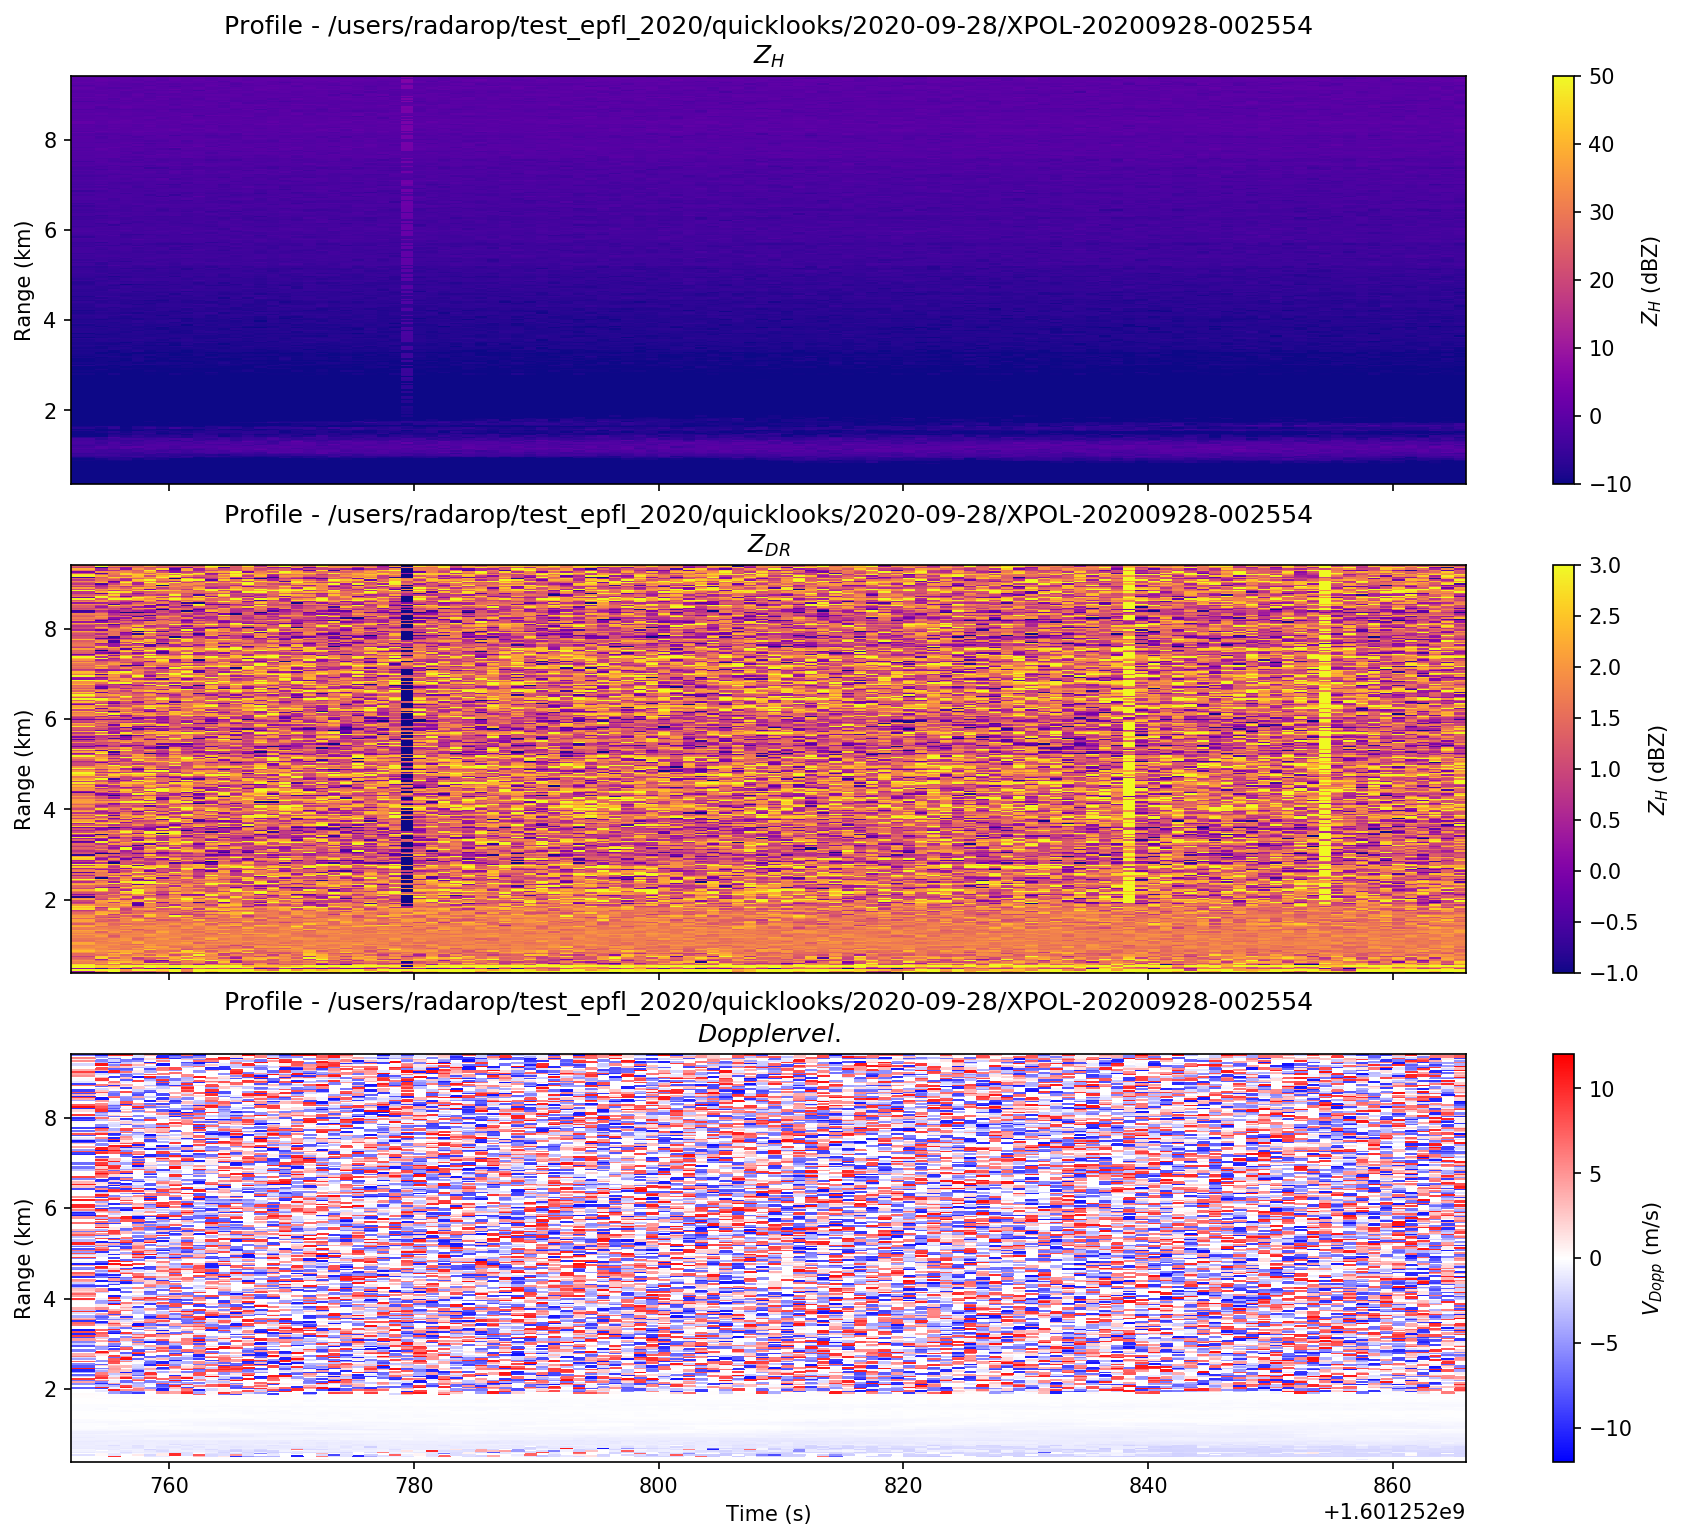 Profile - /users/radarop/test_epfl_2020/quicklooks/2020-09-28/XPOL-20200928-002554
Z_H
Range (km)
8
6
4
2
50
40
30
20
10
0
−10
Z_H (dBZ)
Profile - /users/radarop/test_epfl_2020/quicklooks/2020-09-28/XPOL-20200928-002554
Z_DR
Range (km)
8
6
4
2
3.0
2.5
2.0
1.5
1.0
0.5
0.0
−0.5
−1.0
Z_H (dBZ)
Profile - /users/radarop/test_epfl_2020/quicklooks/2020-09-28/XPOL-20200928-002554
Dopplervel.
Range (km)
8
6
4
2
10
5
0
−5
−10
V_Dopp (m/s)
760 780 800 820 840 860
Time (s)
+1.601252e9